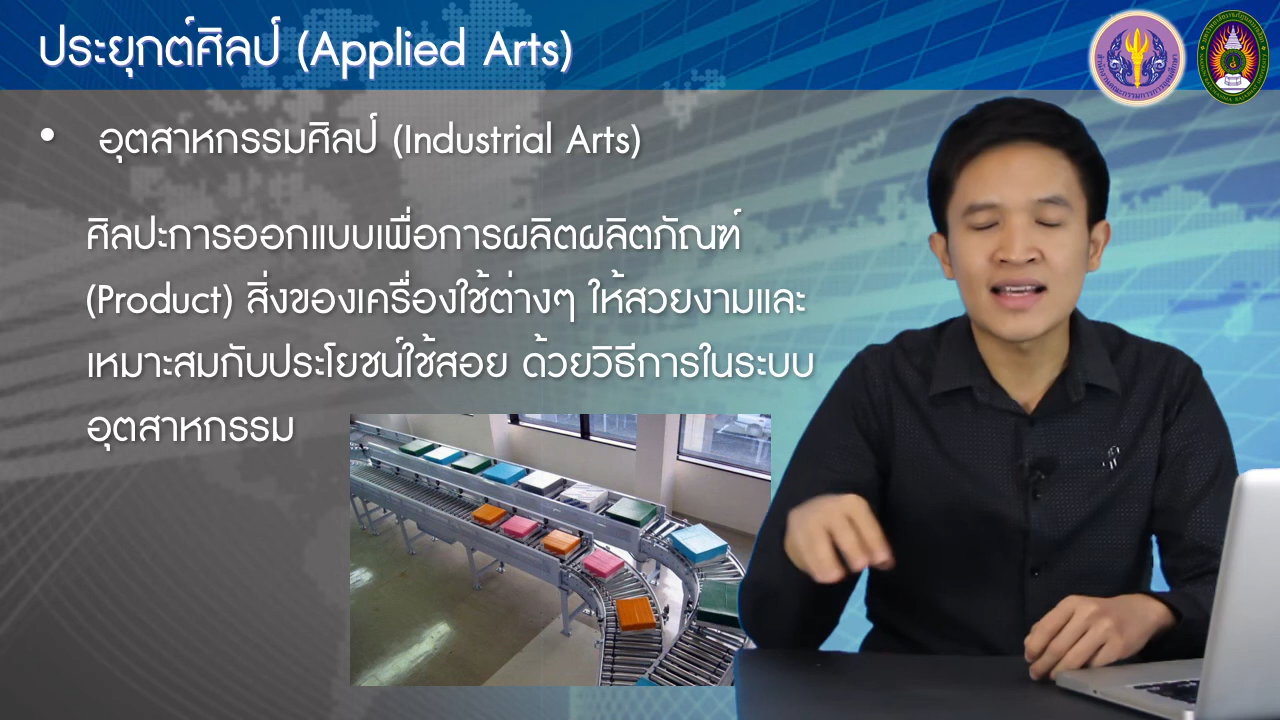 ประยุกต์ศิลป์ (Applied Arts)
• อุตสาหกรรมศิลป์ (Industrial Arts)
ศิลปะการออกแบบเพื่อการผลิตผลิตภัณฑ์
(Product) สิ่งของเครื่องใช้ต่างๆ ให้สวยงามและ
เหมาะสมกับประโยชน์ใช้สอย ด้วยวิธีการในระบบ
อุตสาหกรรม